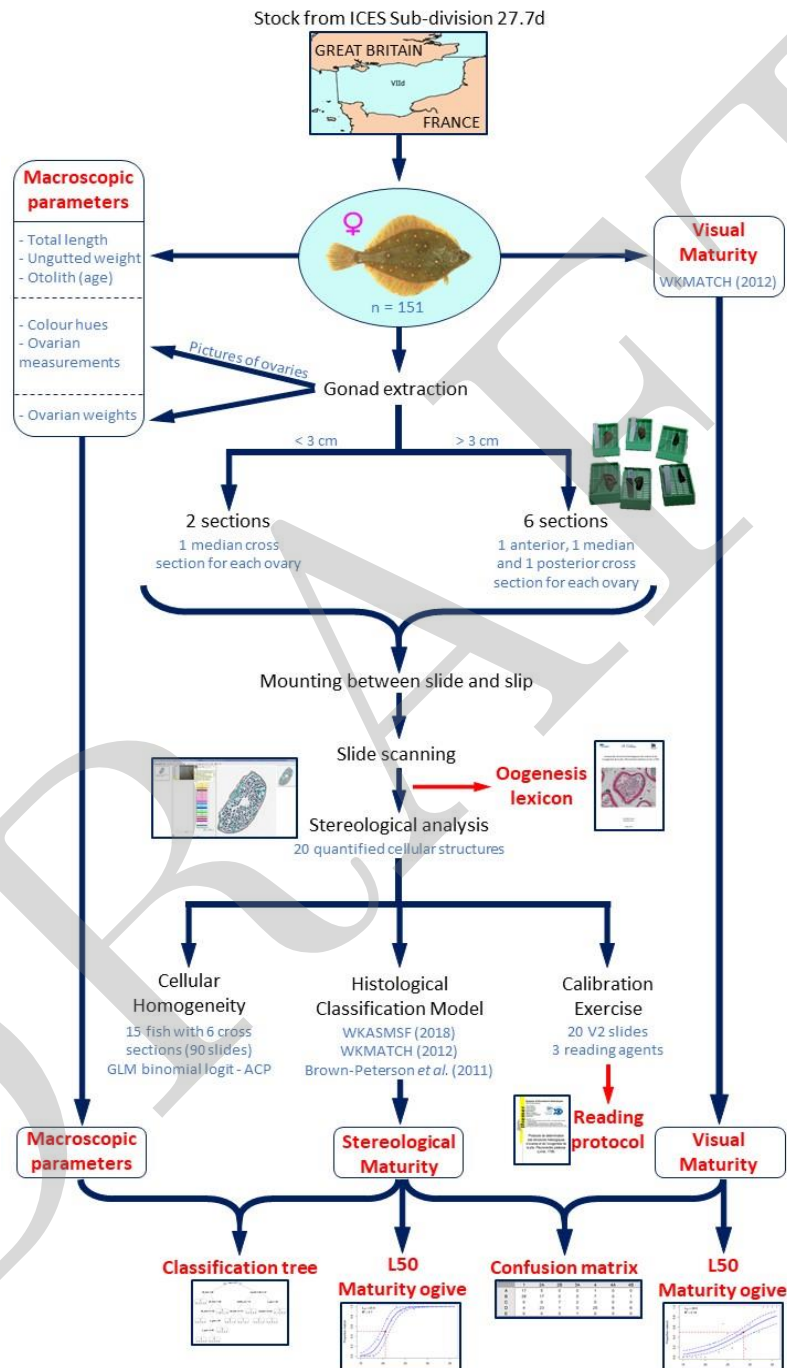 Stock from ICES Sub-division 27.7d
GREAT BRITAIN
VIId
FRANCE
Macroscopic
parameters
- Total length
- Ungutted weight
- Otolith (age)
- Colour hues
- Ovarian
measurements
- Ovarian weights
♀
n = 151
Visual
Maturity
WKMATCH (2012)
Pictures of ovaries
Gonad extraction
< 3 cm
> 3 cm
2 sections
1 median cross
section for each ovary
6 sections
1 anterior, 1 median
and 1 posterior cross
section for each ovary
Mounting between slide and slip
Slide scanning
Oogenesis
lexicon
Stereological analysis
20 quantified cellular structures
Cellular
Homogeneity
15 fish with 6 cross
sections (90 slides)
GLM binomial logit - ACP
Histological
Classification Model
WKASMSF (2018)
WKMATCH (2012)
Brown-Peterson et al. (2011)
Calibration
Exercise
20 V2 slides
3 reading agents
Reading
protocol
Macroscopic
parameters
Stereological
Maturity
Visual
Maturity
Classification tree
L50
Maturity ogive
Confusion matrix
L50
Maturity ogive
DRAFT